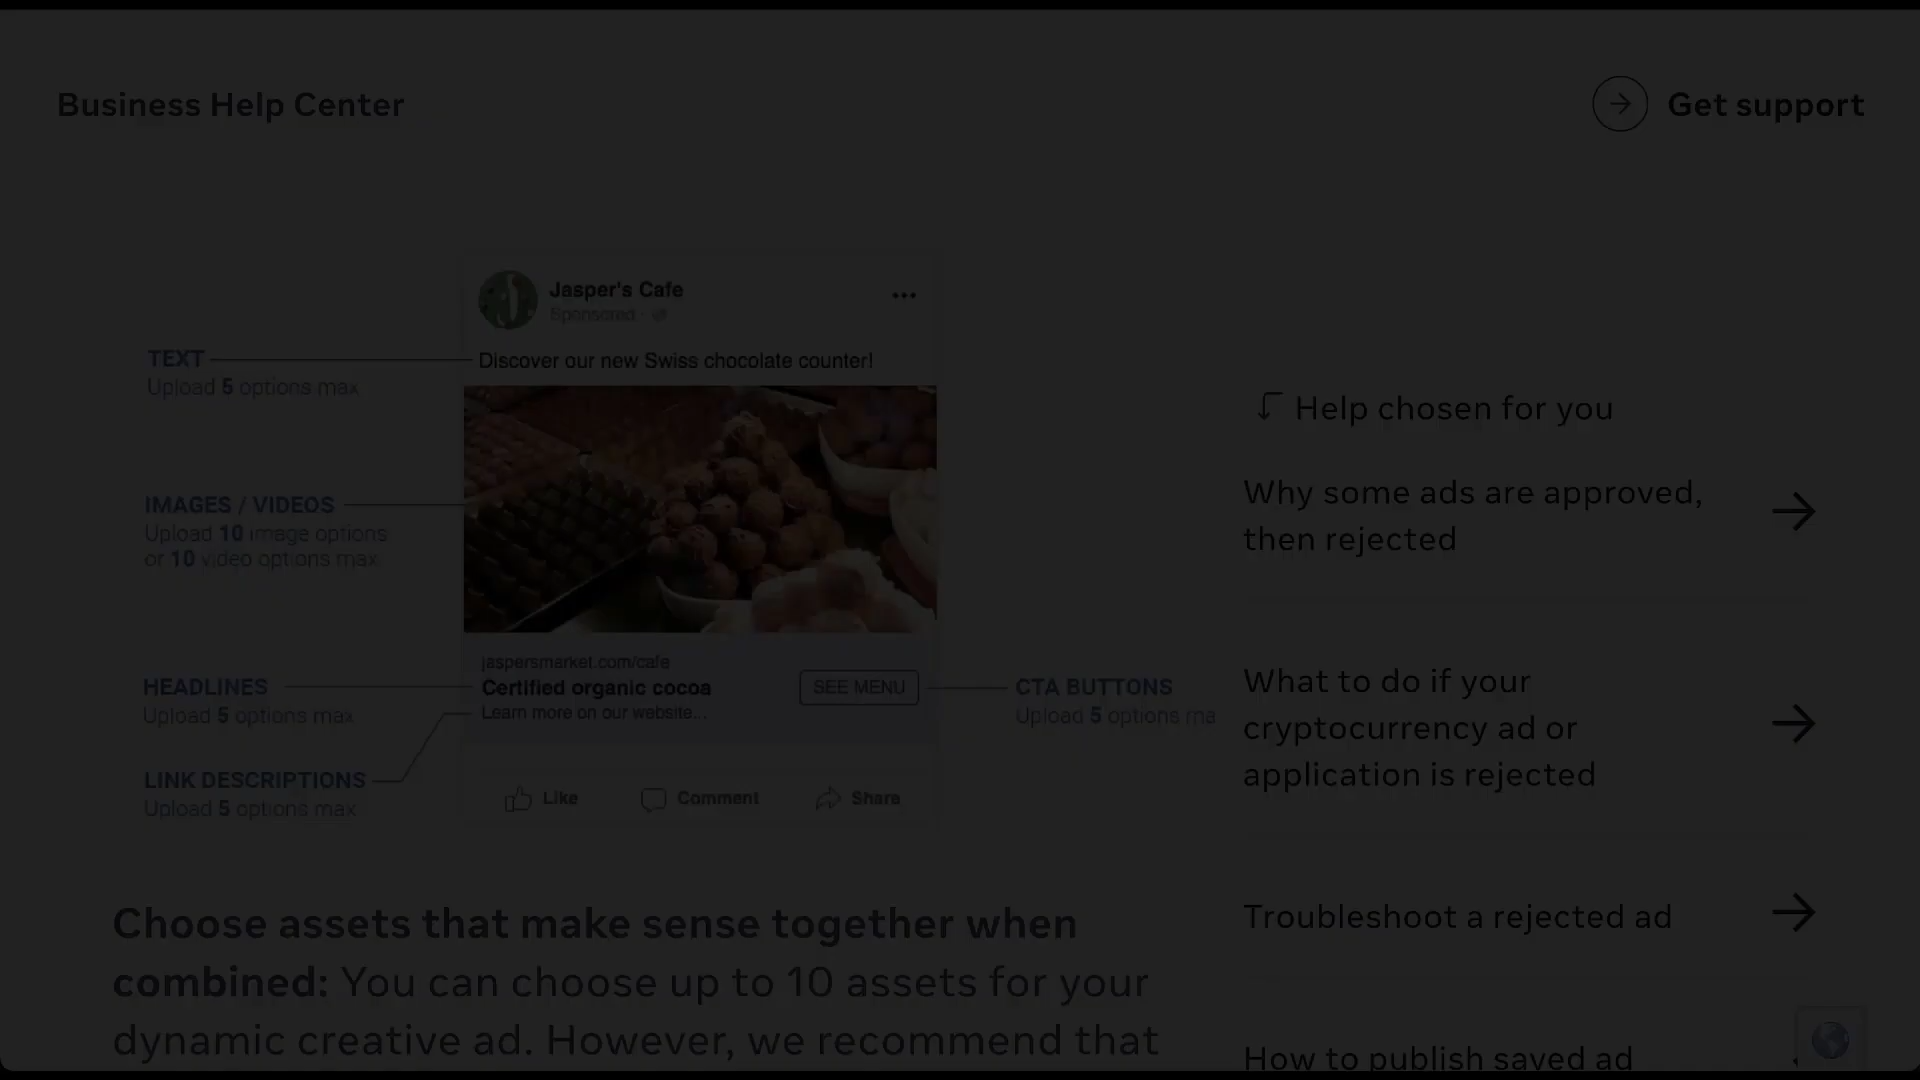 Business Help Center
Get support
Jasper's Cafe
Sponsored ·
Discover our new Swiss chocolate counter!
TEXT
Upload 5 options max
IMAGES / VIDEOS
Upload 10 image options
or 10 video options max
jaspersmarket.com/cafe
Certified organic cocoa
Learn more on our website...
SEE MENU
HEADLINES
Upload 5 options max
CTA BUTTONS
Upload 5 options ma
LINK DESCRIPTIONS
Upload 5 options max
Like
Comment
Share
Choose assets that make sense together when
combined: You can choose up to 10 assets for your
dynamic creative ad. However, we recommend that
Help chosen for you
Why some ads are approved,
then rejected
What to do if your
cryptocurrency ad or
application is rejected
Troubleshoot a rejected ad
How to publish saved ad